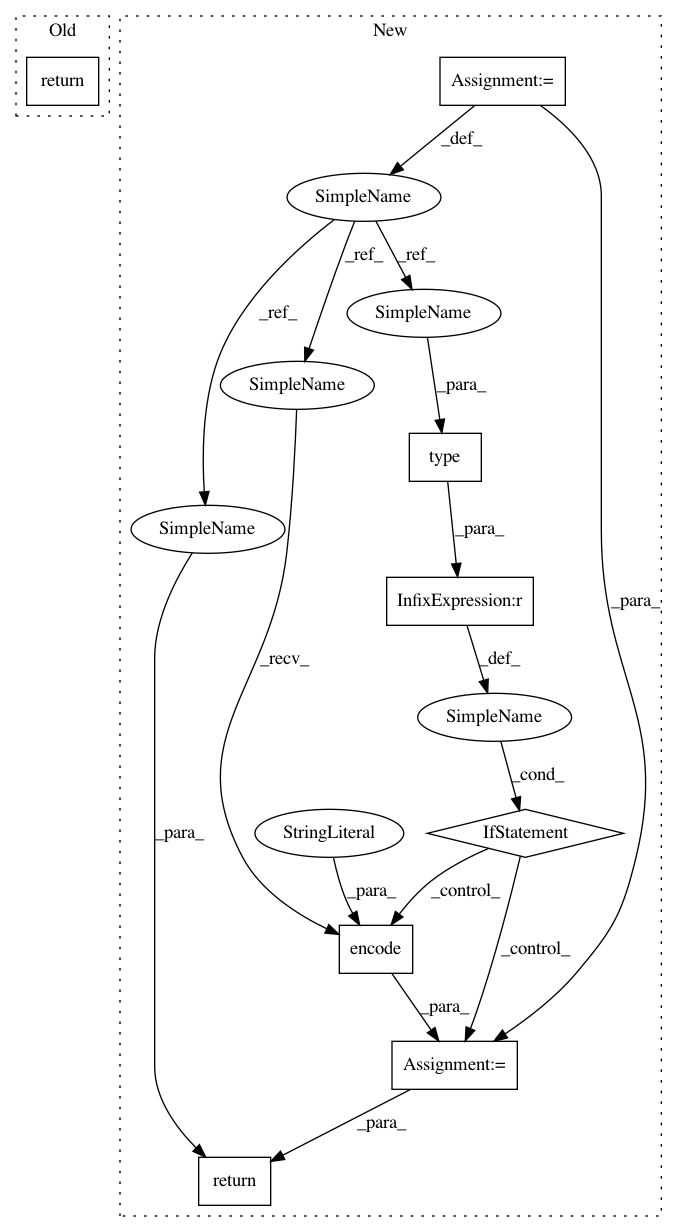 Old
New
return
Assignment:=
_def_
SimpleName
_ref_
_ref_
_ref_
SimpleName
SimpleName
_para_
type
SimpleName
_para_
InfixExpression:r
_para_
_recv_
_def_
SimpleName
_cond_
_para_
StringLiteral
IfStatement
_para_
_control_
encode
_control_
_para_
Assignment:=
_para_
return